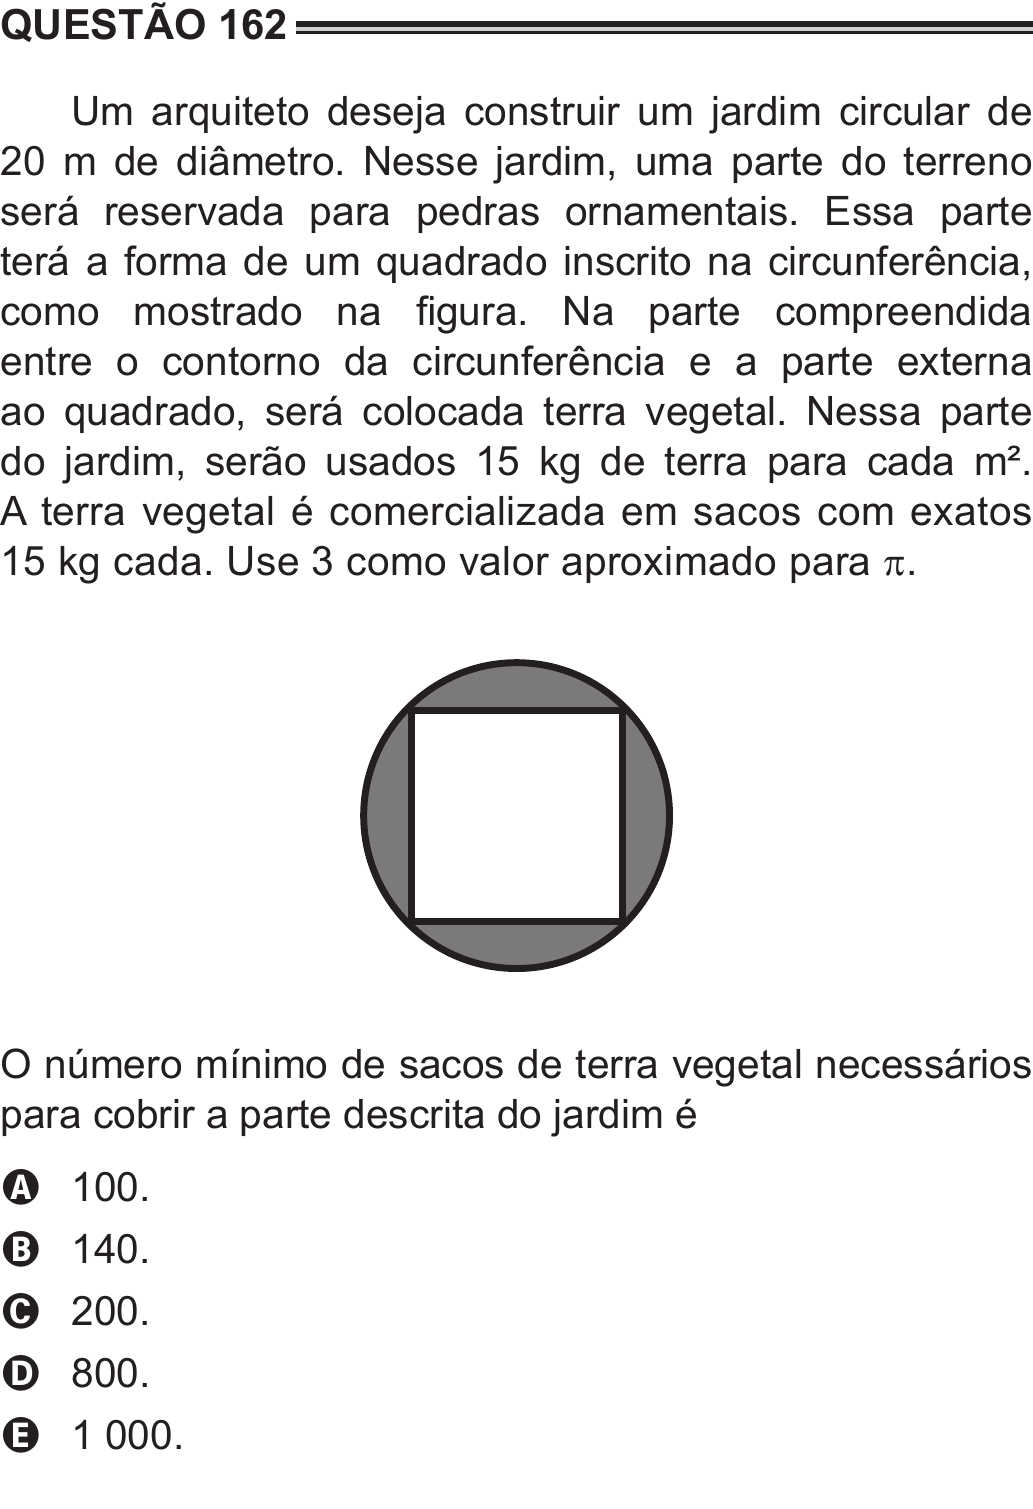 QUESTÃO 162
Um arquiteto deseja construir um jardim circular de
20 m de diâmetro. Nesse jardim, uma parte do terreno
será reservada para pedras ornamentais. Essa parte
terá a forma de um quadrado inscrito na circunferência,
como mostrado na figura. Na parte compreendida
entre o contorno da circunferência e a parte externa
ao quadrado, será colocada terra vegetal. Nessa parte
do jardim, serão usados 15 kg de terra para cada m².
A terra vegetal é comercializada em sacos com exatos
15 kg cada. Use 3 como valor aproximado para π.
O número mínimo de sacos de terra vegetal necessários
para cobrir a parte descrita do jardim é
A 100.
B 140.
C 200.
D 800.
E 1 000.